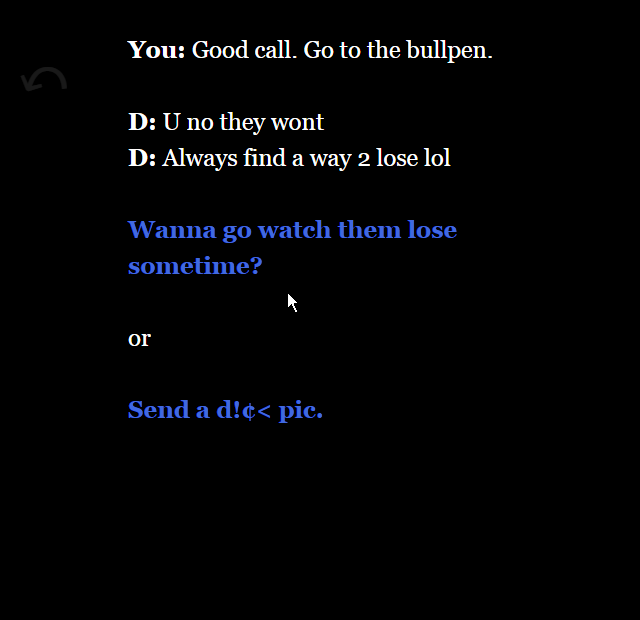 You: Good call. Go to the bullpen.
D: U no they wont
D: Always find a way 2 lose lol
Wanna go watch them lose
sometime?
or
Send a d!¢< pic.